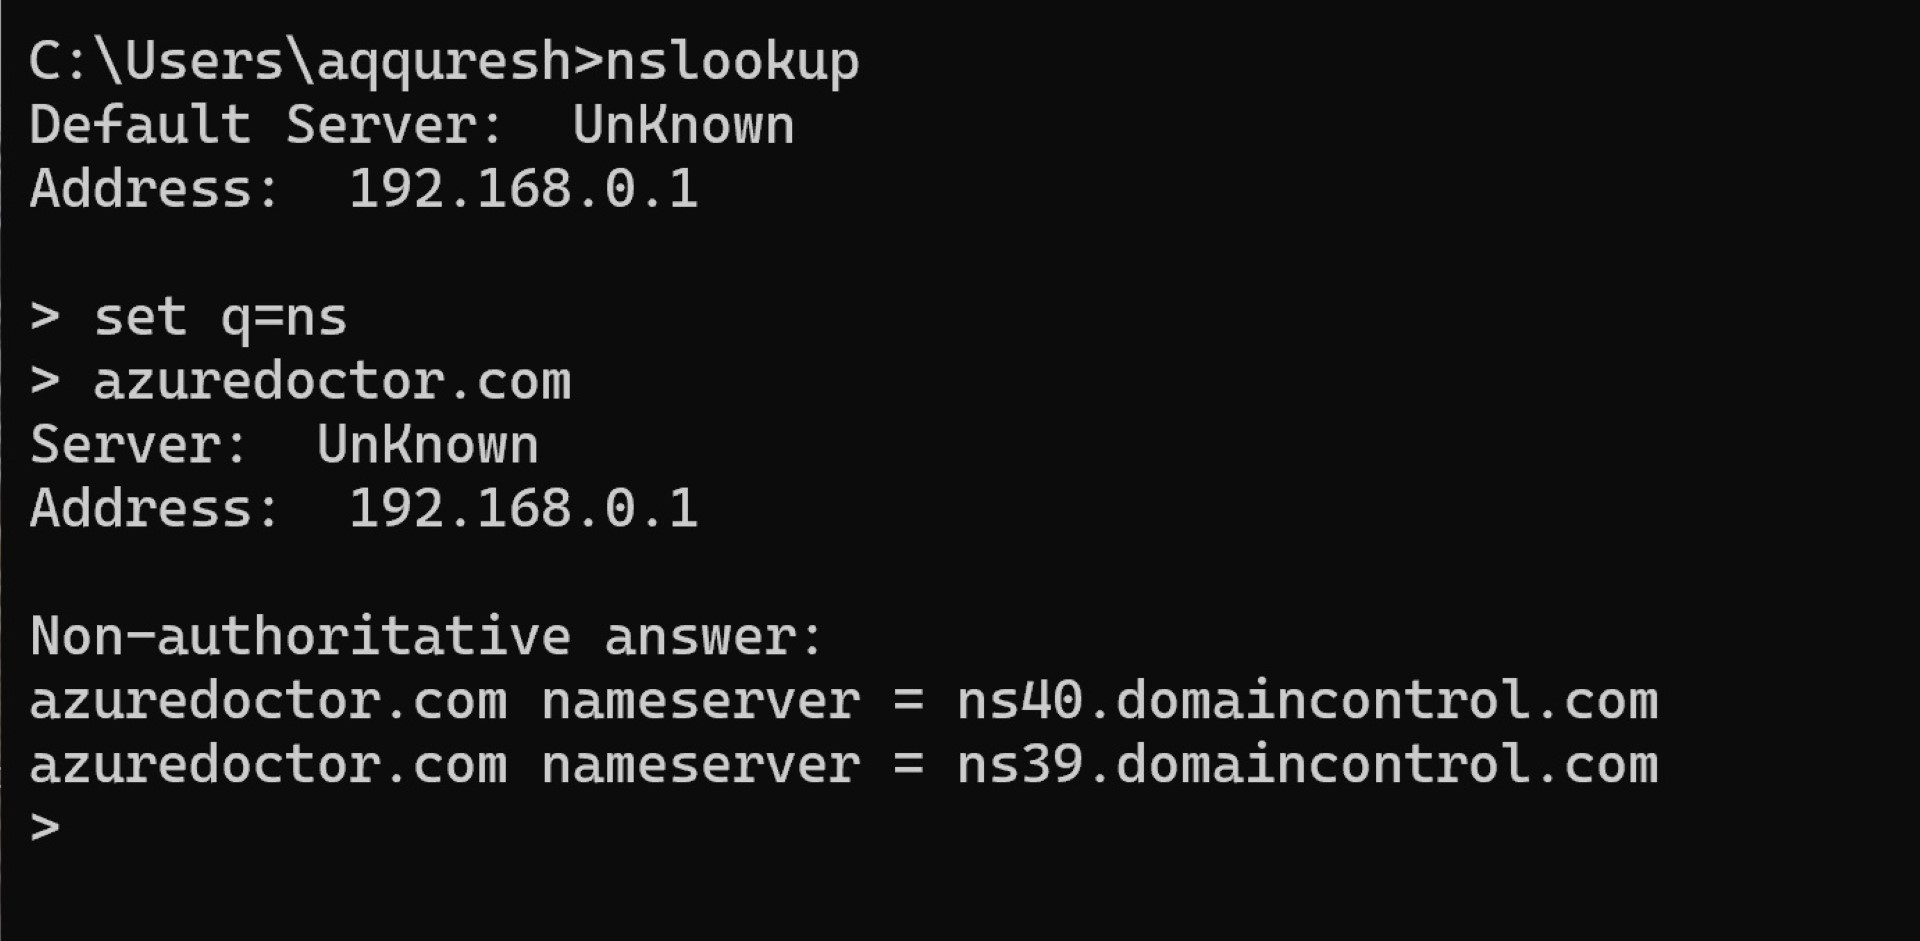 C:\Users\aqquresh>nslookup
Default Server:  UnKnown
Address:  192.168.0.1
> set q=ns
> azuredoctor.com
Server:  UnKnown
Address:  192.168.0.1
Non-authoritative answer:
azuredoctor.com nameserver = ns40.domaincontrol.com
azuredoctor.com nameserver = ns39.domaincontrol.com
>